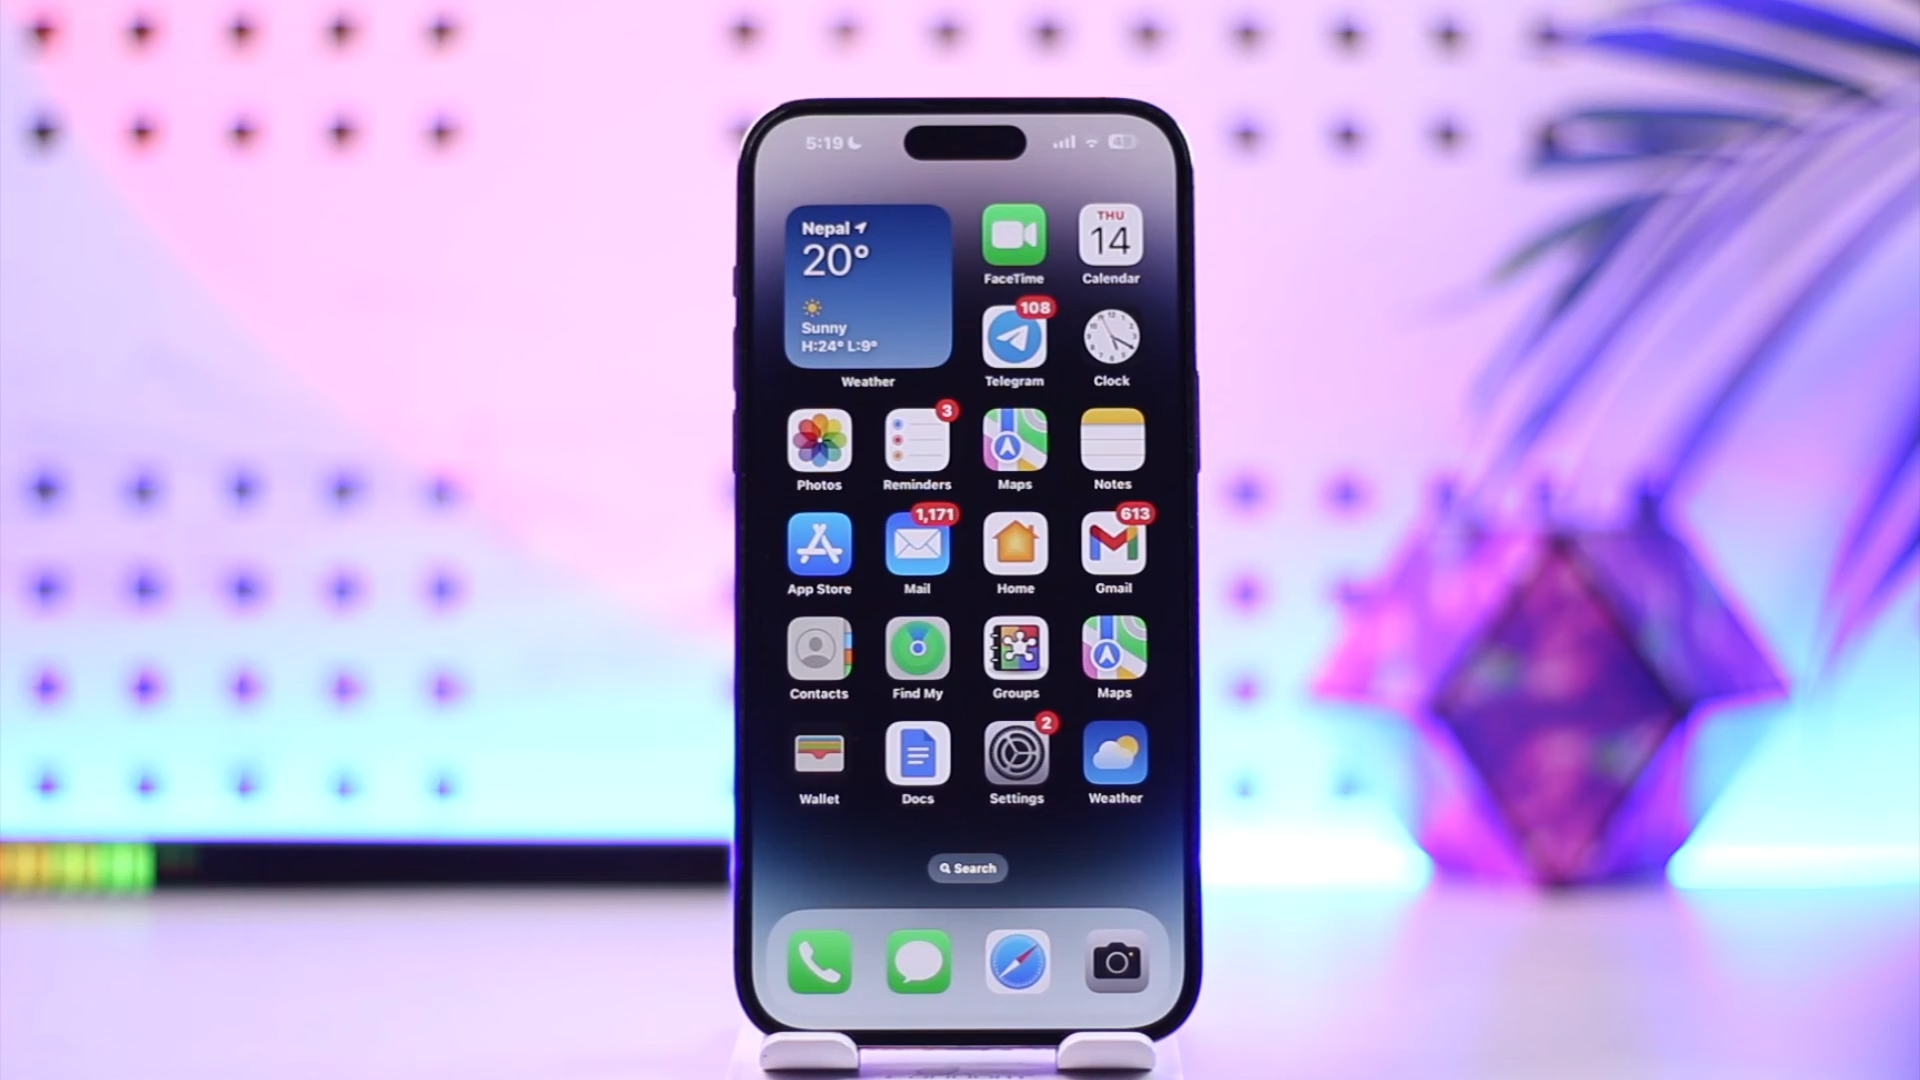 5:19
Nepal
20°
Sunny
H:24° L:9°
Weather
FaceTime
THU
14
Calendar
108
Telegram
Clock
Photos
3
Reminders
Maps
Notes
App Store
1,171
Mail
Home
613
Gmail
Contacts
Find My
Groups
Maps
Wallet
Docs
2
Settings
Weather
Search